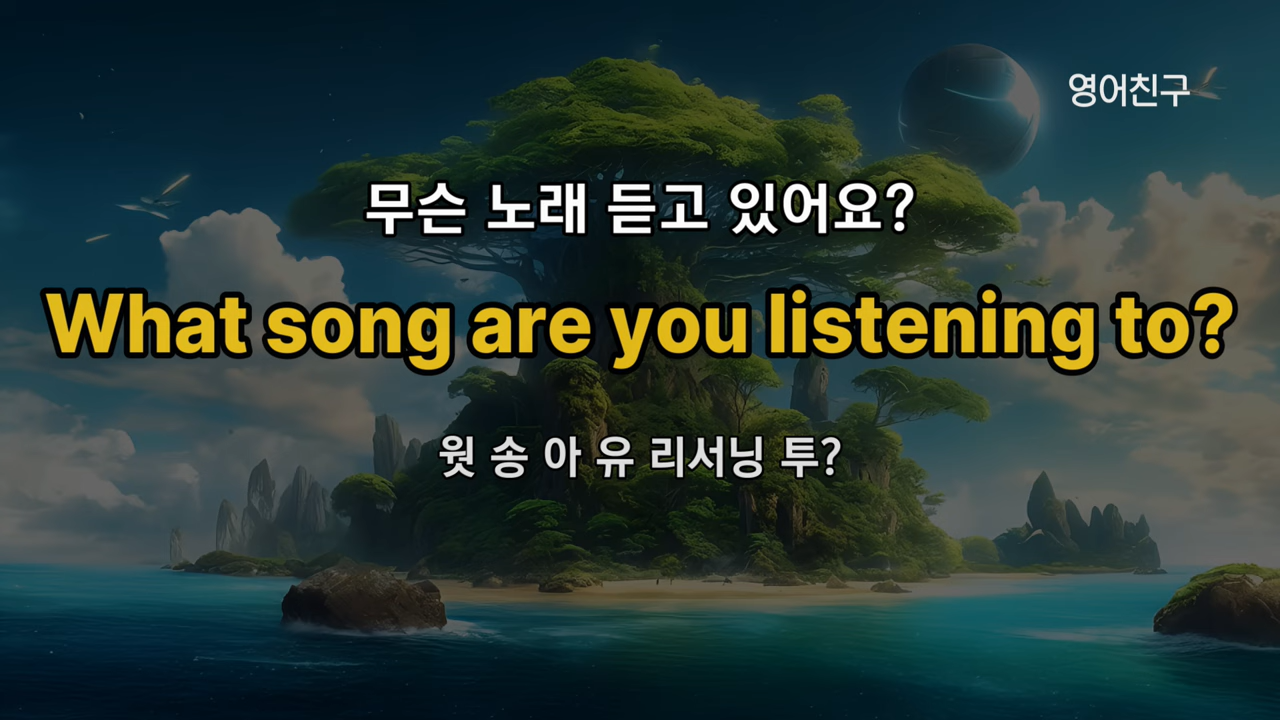 영어친구
무슨 노래 듣고 있어요?
What song are you listening to?
웟 송 아 유 리서닝 투?